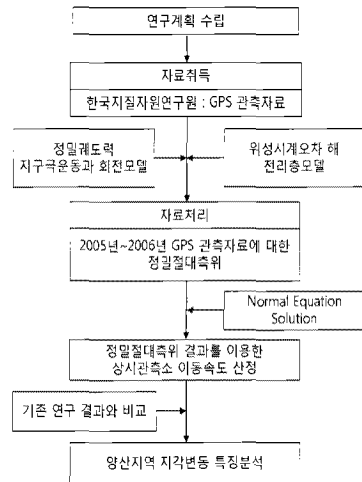 연구계획 수립
자료취득
한국지질자원연구원 : GPS 관측자료
정밀궤도력
지구극운동과 회전모델
위성시계오차 해
전리층모델
자료처리
2005년~2006년 GPS 관측자료에 대한
정밀절대측위
Normal Equation
Solution
정밀절대측위 결과를 이용한
상시관측소 이동속도 산정
기존 연구 결과와 비교
양산지역 지각변동 특징분석